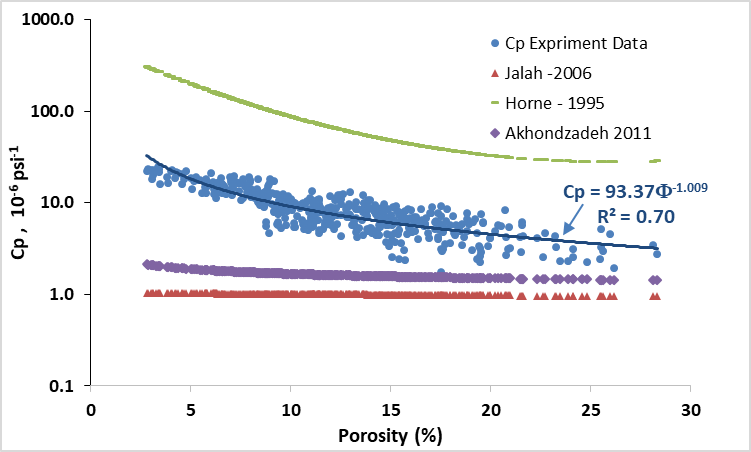 1000.0
100.0
10.0
1.0
0.1
Cp , 10⁻⁶ psi⁻¹
Cp Expriment Data
Jalah -2006
Horne - 1995
Akhondzadeh 2011
Cp = 93.37Φ⁻¹·⁰⁰⁹
R² = 0.70
0 5 10 15 20 25 30
Porosity (%)